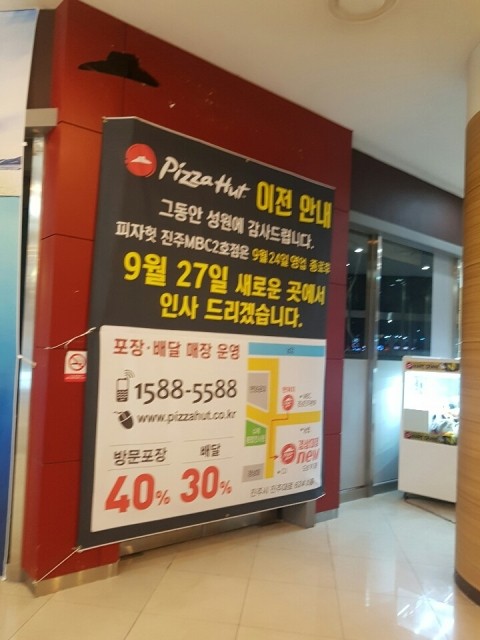 Pizza Hut 이전 안내
그동안 성원에 감사드립니다.
피자헛 진주MBC2호점은 9월 24일 영업 종료후
9월 27일 새로운 곳에서
인사 드리겠습니다.
포장·배달 매장 운영
1588-5588
www.pizzahut.co.kr
방문포장 배달
40% 30%
new